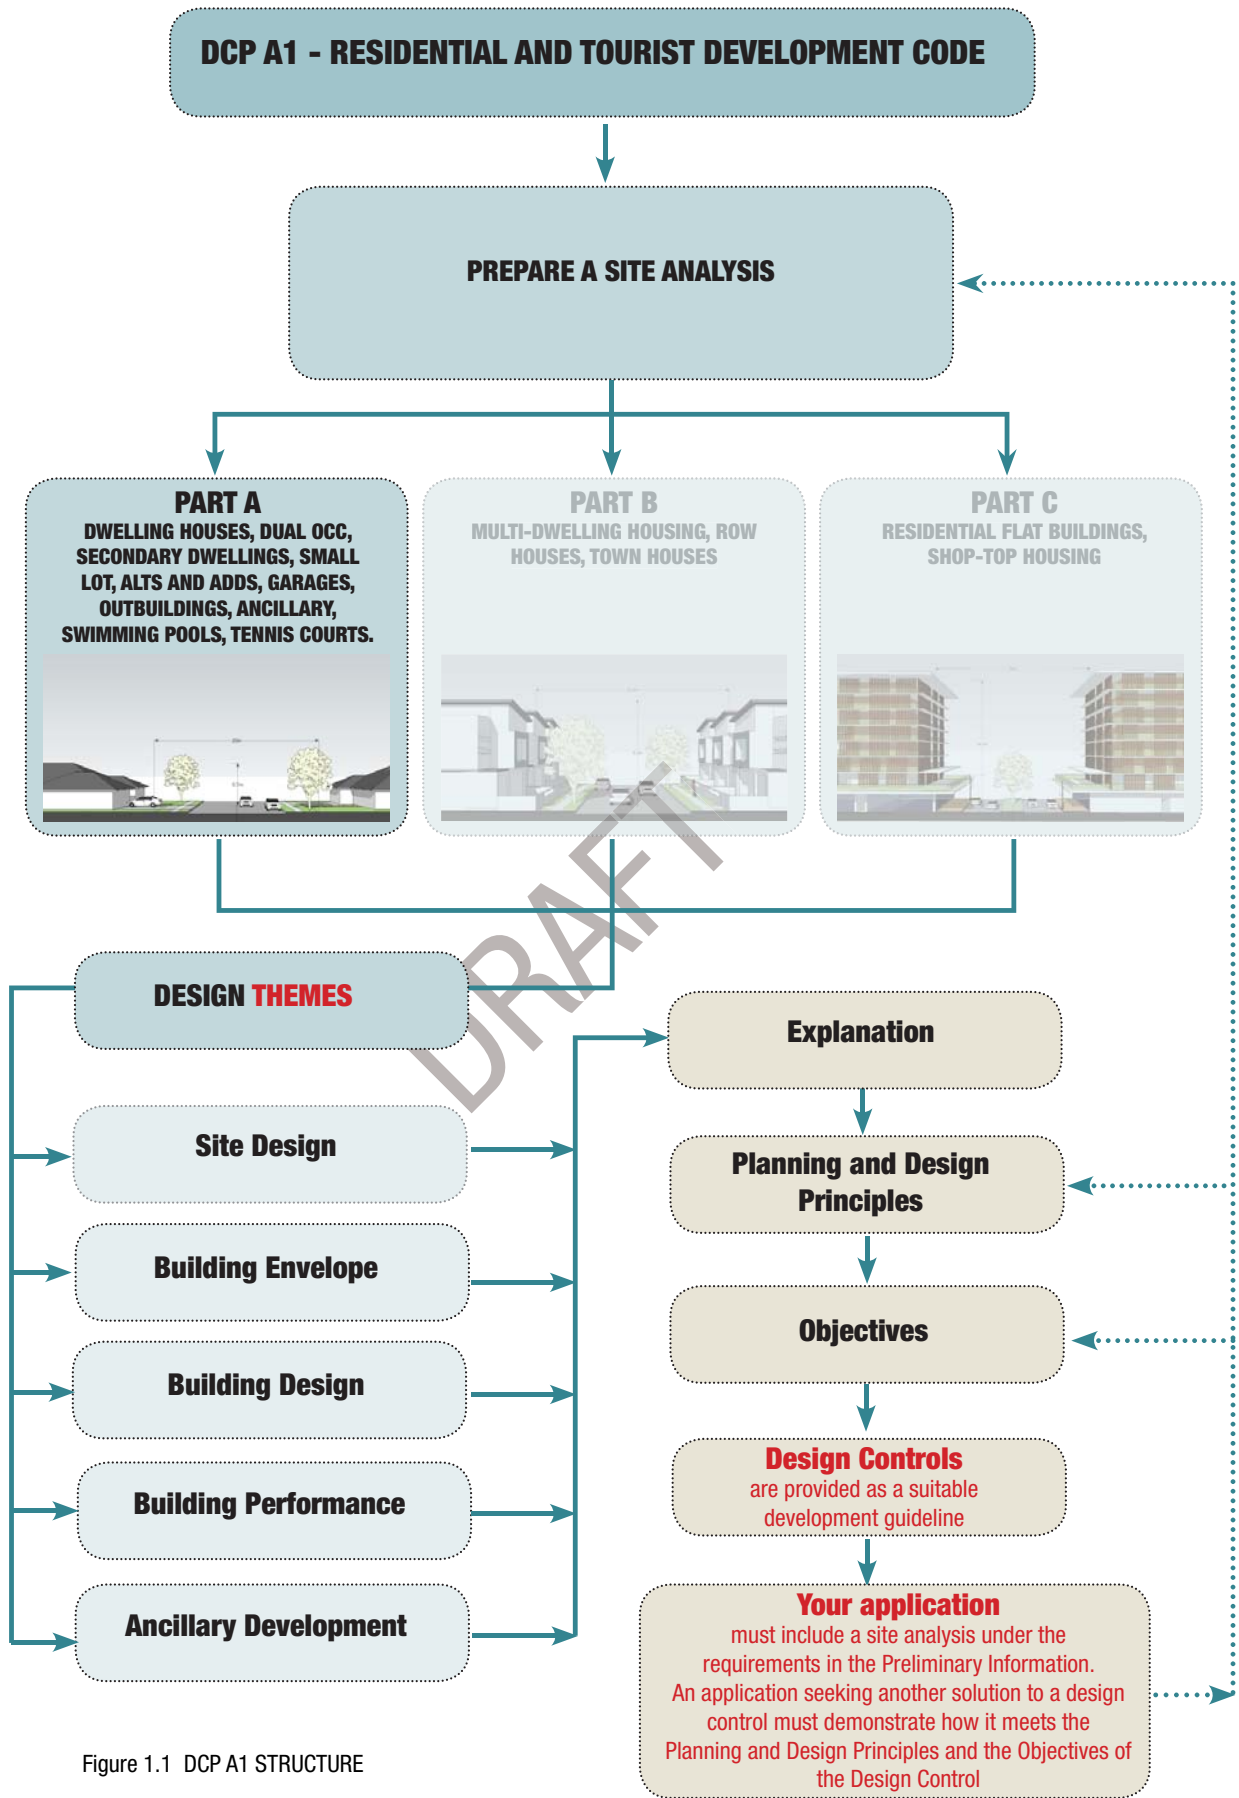 DCP A1 - RESIDENTIAL AND TOURIST DEVELOPMENT CODE
PREPARE A SITE ANALYSIS
PART A
DWELLING HOUSES, DUAL OCC,
SECONDARY DWELLINGS, SMALL
LOT, ALTS AND ADDS, GARAGES,
OUTBUILDINGS, ANCILLARY,
SWIMMING POOLS, TENNIS COURTS.
PART B
MULTI-DWELLING HOUSING, ROW
HOUSES, TOWN HOUSES
PART C
RESIDENTIAL FLAT BUILDINGS,
SHOP-TOP HOUSING
DRAFT
DESIGN THEMES
Site Design
Building Envelope
Building Design
Building Performance
Ancillary Development
Explanation
Planning and Design
Principles
Objectives
Design Controls
are provided as a suitable
development guideline
Your application
must include a site analysis under the
requirements in the Preliminary Information.
An application seeking another solution to a design
control must demonstrate how it meets the
Planning and Design Principles and the Objectives of
the Design Control
Figure 1.1 DCP A1 STRUCTURE